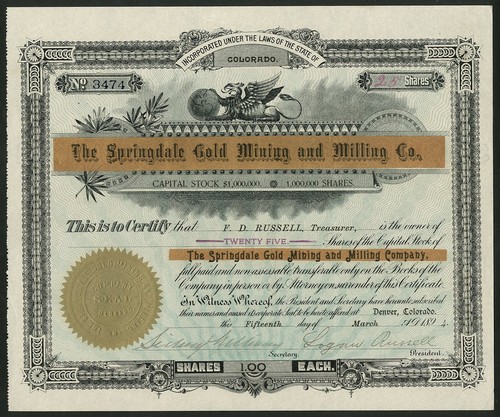 INCORPORATED UNDER THE LAWS OF THE STATE OF
COLORADO.
No 3474
25 Shares
The Springdale Gold Mining and Milling Co.,
CAPITAL STOCK $1,000,000. 1,000,000 SHARES.
This is to Certify that F. D. RUSSELL, Treasurer, is the owner of
TWENTY FIVE Shares of the Capital Stock of
The Springdale Gold Mining and Milling Company,
full paid and non assessable transferable only on the Books of the
Company in person or by Attorney on surrender of this Certificate.
In Witness Whereof, the President and Secretary have hereunto subscribed
their names and caused its corporate Seal to be hereto affixed at Denver, Colorado.
this Fifteenth day of March AD 1894.
Logan Russell
Secretary. President.
SHARES 1.00 EACH.
SEAL